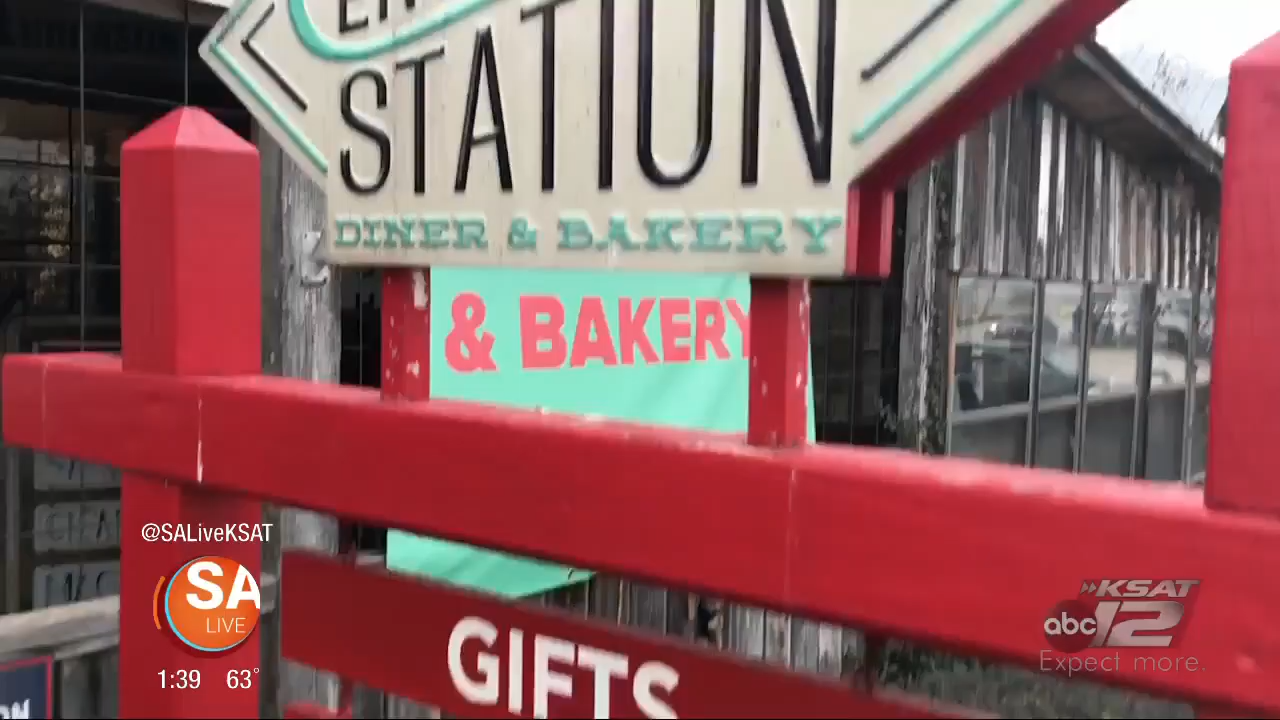 STATION
DINER & BAKERY
& BAKERY
@SALiveKSAT
SA
LIVE
1:39 63°
GIFTS
KSAT
abc 12
Expect more.